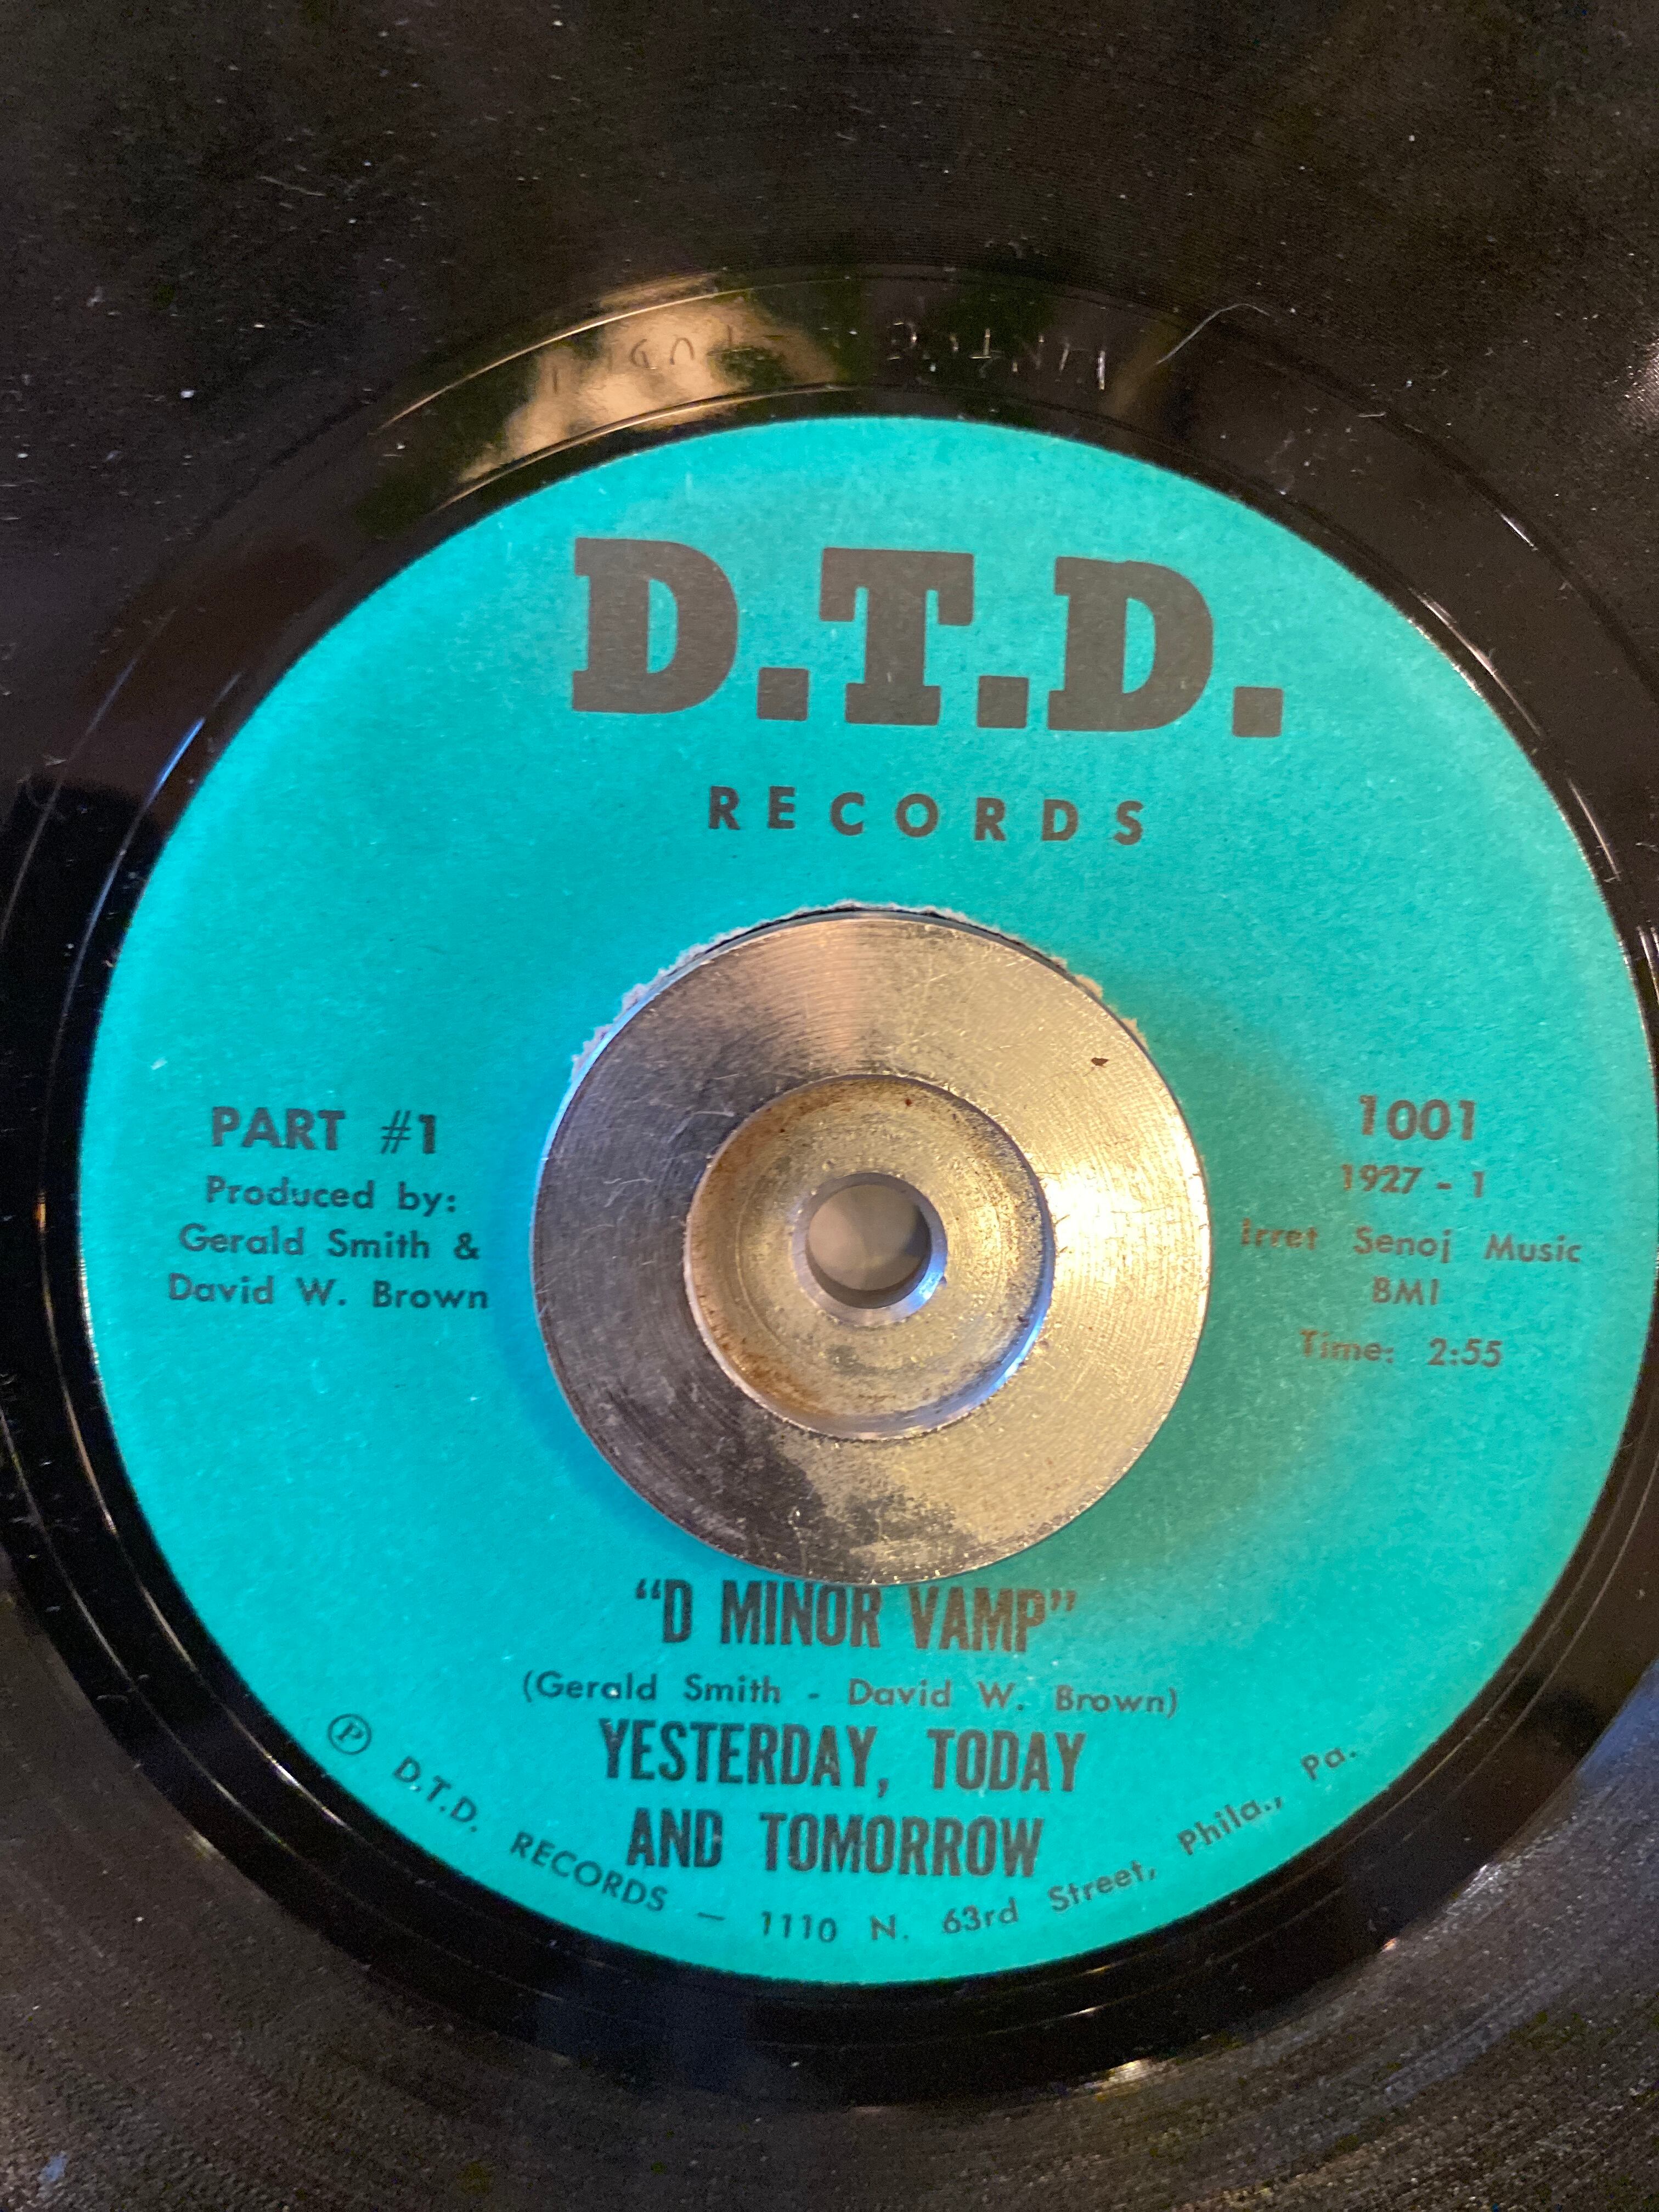 D.T.D.
RECORDS
PART #1
Produced by:
Gerald Smith &
David W. Brown
1001
1927 - 1
Irret Senoj Music
BMI
Time: 2:55
"D MINOR VAMP"
(Gerald Smith - David W. Brown)
YESTERDAY, TODAY
AND TOMORROW
Ⓟ D.T.D. RECORDS — 1110 N. 63rd Street, Phila., Pa.